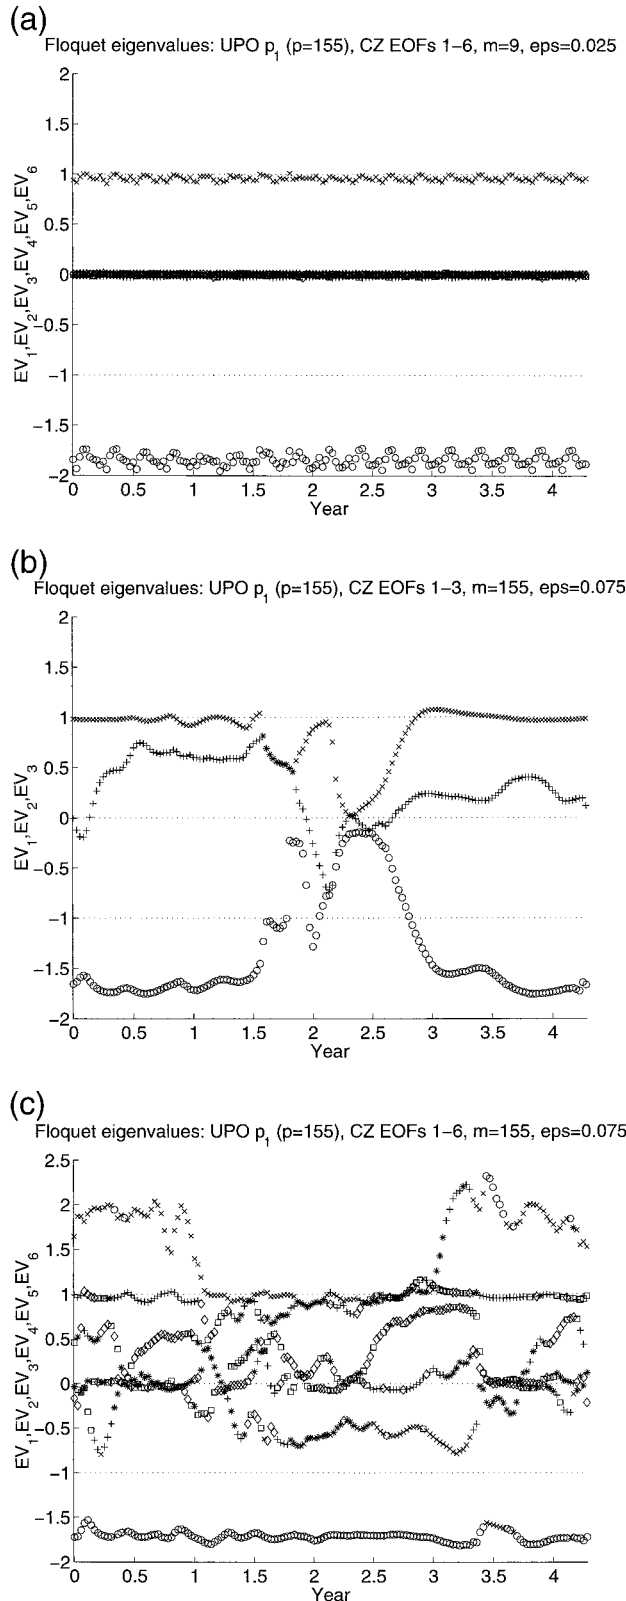 (a)
Floquet eigenvalues: UPO p1 (p=155), CZ EOFs 1−6, m=9, eps=0.025
2
1.5
1
0.5
0
−0.5
−1
−1.5
−2
EV1,EV2,EV3,EV4,EV5,EV6
0 0.5 1 1.5 2 2.5 3 3.5 4
Year
(b)
Floquet eigenvalues: UPO p1 (p=155), CZ EOFs 1−3, m=155, eps=0.075
2
1.5
1
0.5
0
−0.5
−1
−1.5
−2
EV1,EV2,EV3
0 0.5 1 1.5 2 2.5 3 3.5 4
Year
(c)
Floquet eigenvalues: UPO p1 (p=155), CZ EOFs 1−6, m=155, eps=0.075
2.5
2
1.5
1
0.5
0
−0.5
−1
−1.5
−2
EV1,EV2,EV3,EV4,EV5,EV6
0 0.5 1 1.5 2 2.5 3 3.5 4
Year